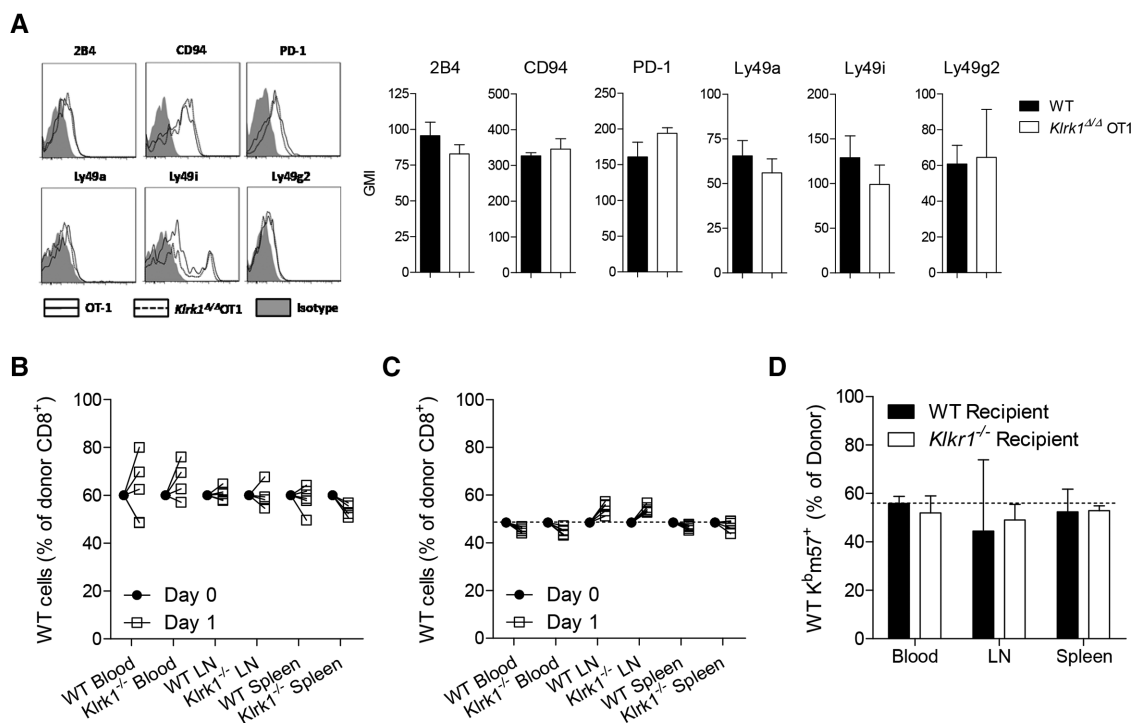 A
2B4 CD94 PD-1
Ly49a Ly49i Ly49g2
OT-1 Klrk1Δ/ΔOT1 Isotype
2B4 CD94 PD-1 Ly49a Ly49i Ly49g2
GMI
125 100 75 50 25 0
500 400 300 200 100 0
250 200 150 100 50 0
100 75 50 25 0
200 150 100 50 0
100 80 60 40 20 0
WT
Klrk1Δ/Δ OT1
B
WT cells (% of donor CD8+)
100
80
60
40
20
0
Day 0
Day 1
WT Blood
Klrk1-/- Blood
WT LN
Klrk1-/- LN
WT Spleen
Klrk1-/- Spleen
C
WT cells (% of donor CD8+)
100
80
60
40
20
0
Day 0
Day 1
WT Blood
Klrk1-/- Blood
WT LN
Klrk1-/- LN
WT Spleen
Klrk1-/- Spleen
D
WT Kbm57+ (% of Donor)
100
80
60
40
20
0
WT Recipient
Klkr1-/- Recipient
Blood LN Spleen